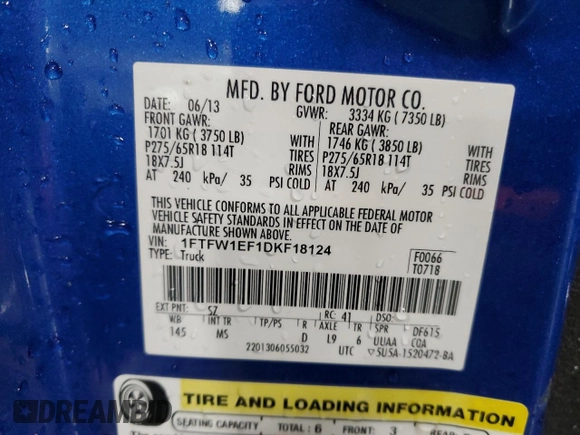 MFD. BY FORD MOTOR CO.
DATE: 06/13 GVWR: 3334 KG ( 7350 LB)
FRONT GAWR: REAR GAWR:
1701 KG ( 3750 LB) WITH 1746 KG ( 3850 LB) WITH
P275/65R18 114T TIRES P275/65R18 114T TIRES
18X7.5J RIMS 18X7.5J RIMS
AT 240 kPa/ 35 PSI COLD AT 240 kPa/ 35 PSI COLD
THIS VEHICLE CONFORMS TO ALL APPLICABLE FEDERAL MOTOR
VEHICLE SAFETY STANDARDS IN EFFECT ON THE DATE OF
MANUFACTURE SHOWN ABOVE.
VIN: 1FTFW1EF1DKF18124 F0066
TYPE: Truck T0718
EXT PNT: SZ RC: 41 DSO:
WB INT TR TP/PS R AXLE TR SPR DF615
145 MS D L9 6 UUAA CQA
2201306055032 UTC SU5A-1520472-BA
TIRE AND LOADING INFORMATION
SEATING CAPACITY TOTAL: 6 FRONT: 3
DREAMBID